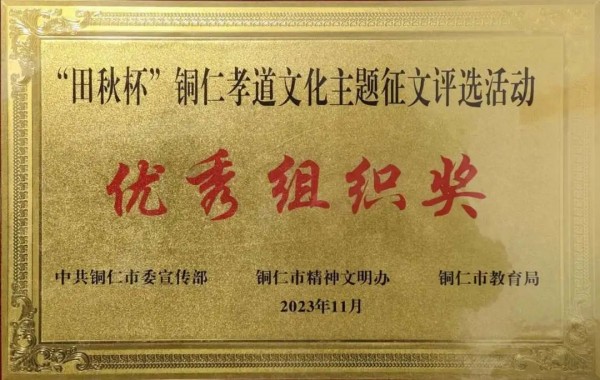 “田秋杯”铜仁孝道文化主题征文评选活动
优秀组织奖
中共铜仁市委宣传部 铜仁市精神文明办 铜仁市教育局
2023年11月